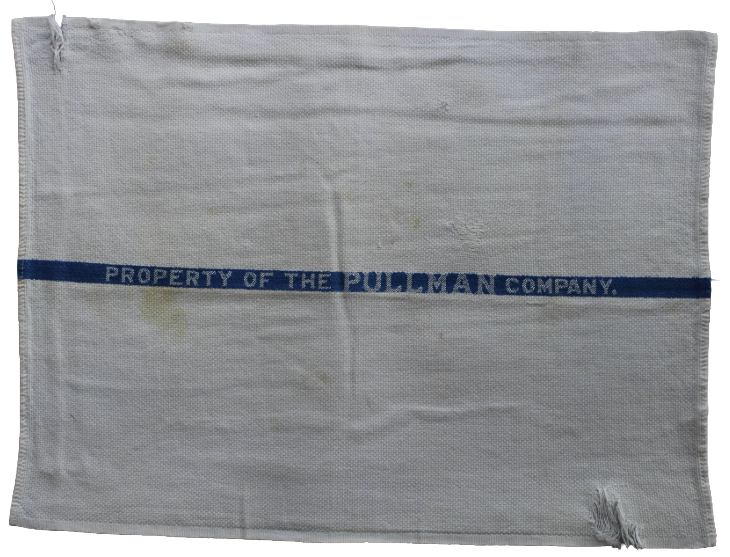 PROPERTY OF THE PULLMAN COMPANY.